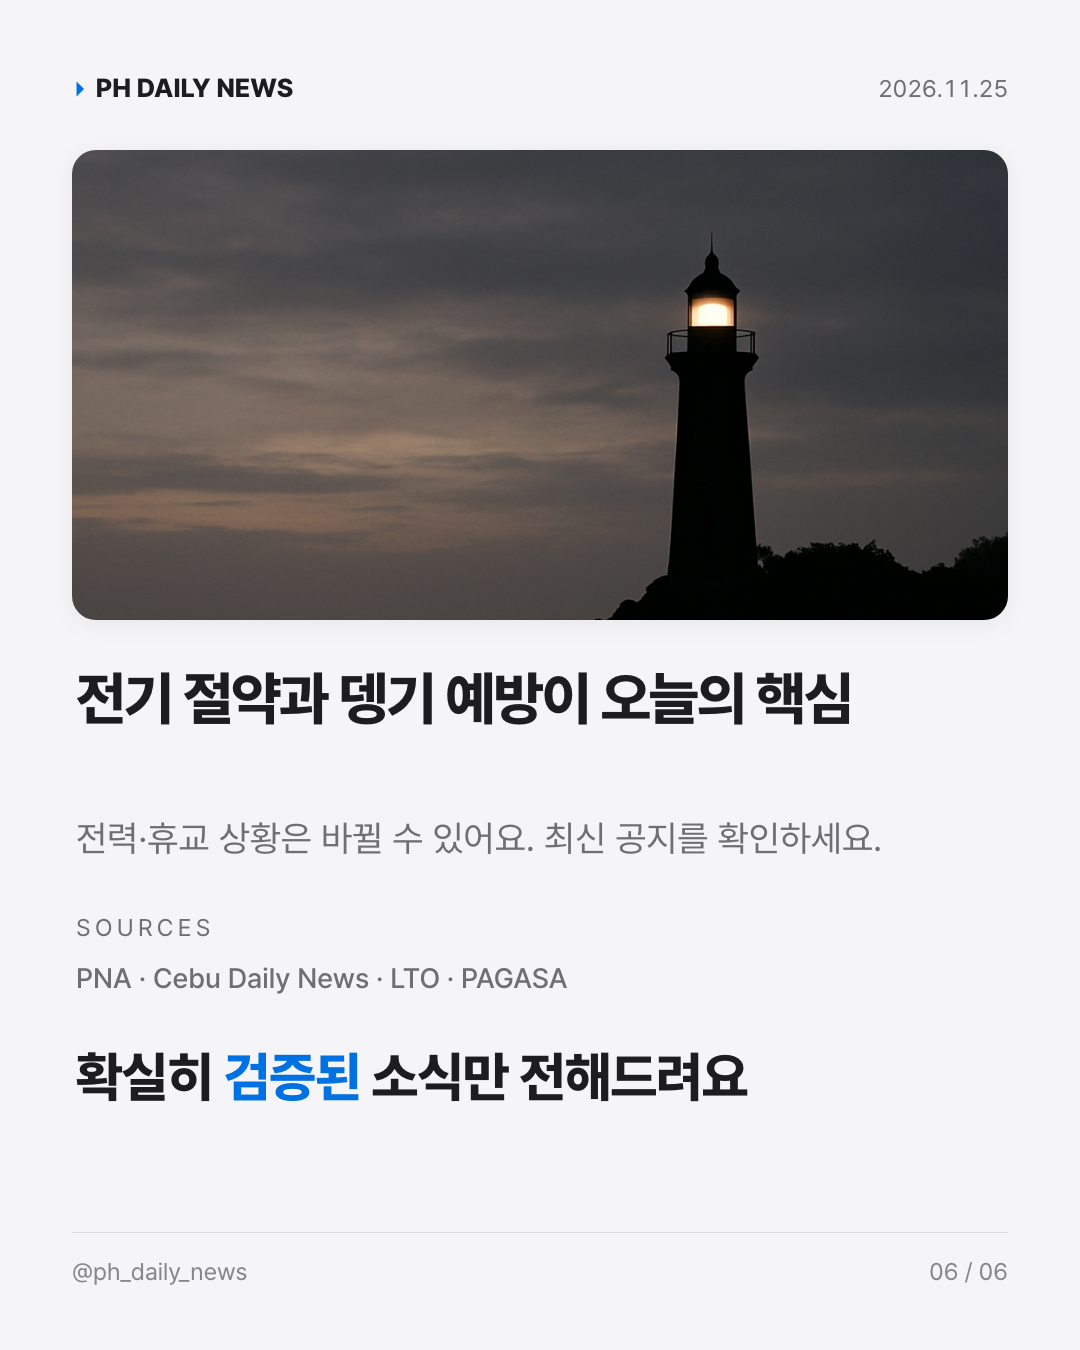 PH DAILY NEWS
2026.11.25
전기 절약과 뎅기 예방이 오늘의 핵심
전력·휴교 상황은 바뀔 수 있어요. 최신 공지를 확인하세요.
SOURCES
PNA · Cebu Daily News · LTO · PAGASA
확실히 검증된 소식만 전해드려요
@ph_daily_news
06 / 06